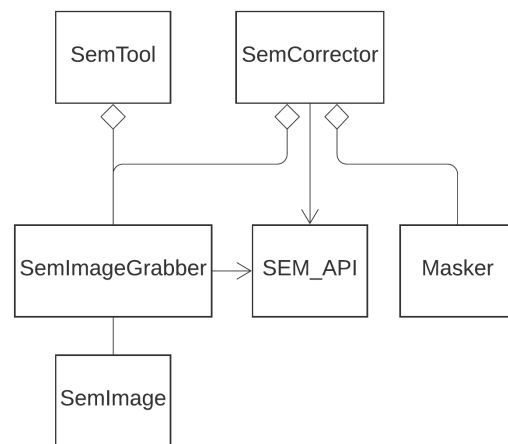 SemTool
SemCorrector
SemImageGrabber
SEM_API
Masker
SemImage